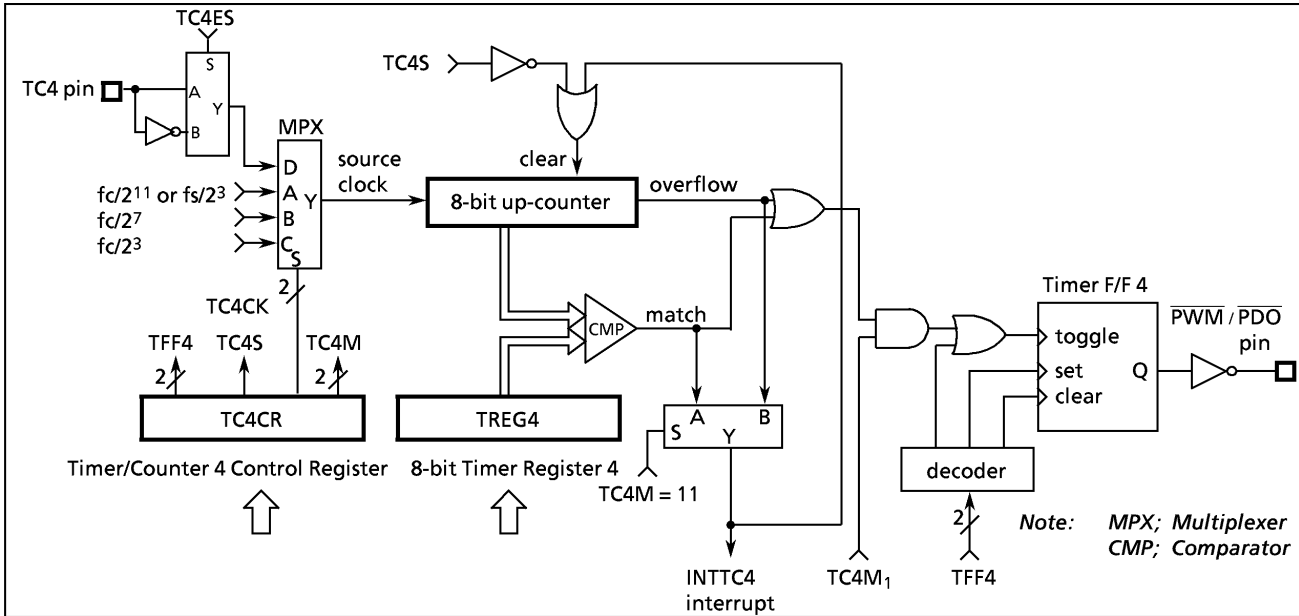 TC4ES
S
TC4 pin
A
Y
B
TC4S
MPX
D
source
clock
clear
fc/2¹¹ or fs/2³
A
Y
8-bit up-counter
overflow
fc/2⁷
B
fc/2³
C
S
2
TC4CK
CMP
match
Timer F/F 4
PWM / PDO
pin
toggle
TFF4
TC4S
TC4M
2
2
set
Q
clear
TC4CR
TREG4
A
B
S
Y
Timer/Counter 4 Control Register
8-bit Timer Register 4
decoder
TC4M = 11
2
Note: MPX; Multiplexer
CMP; Comparator
INTTC4
interrupt
TC4M₁
TFF4